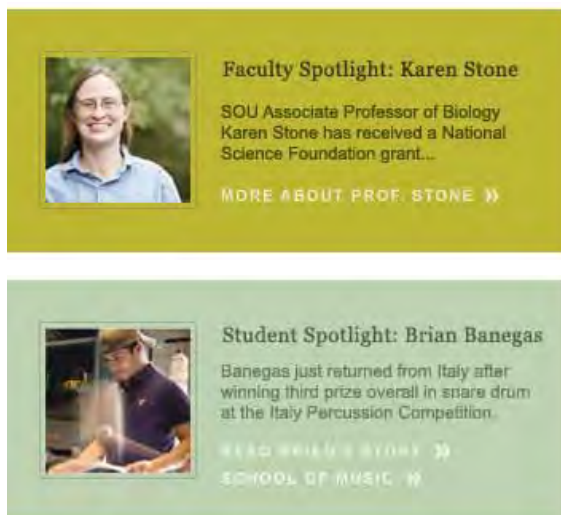 Faculty Spotlight: Karen Stone
SOU Associate Professor of Biology
Karen Stone has received a National
Science Foundation grant...
MORE ABOUT PROF. STONE »
Student Spotlight: Brian Banegas
Banegas just returned from Italy after
winning third prize overall in snare drum
at the Italy Percussion Competition.
READ STORY »
SCHOOL OF MUSIC »